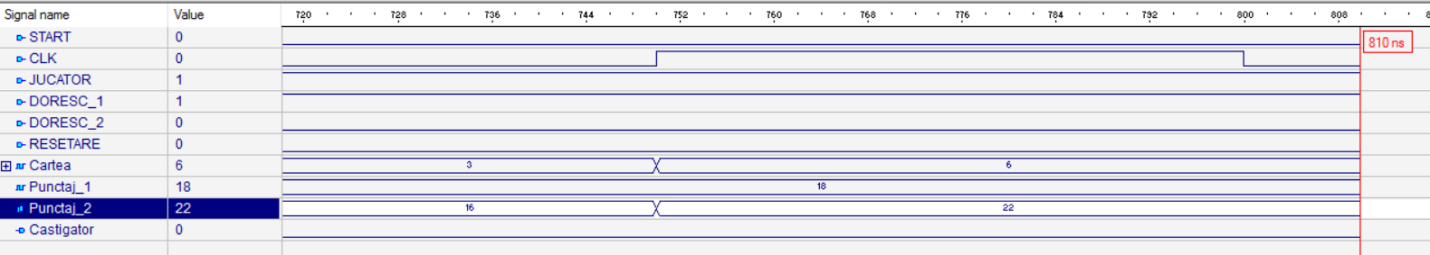 Signal name Value 720 728 736 744 752 760 768 776 784 792 800 808
START 0 810 ns
CLK 0
JUCATOR 1
DORESC_1 1
DORESC_2 0
RESETARE 0
Cartea 6 3 6
Punctaj_1 18 18
Punctaj_2 22 16 22
Castigator 0